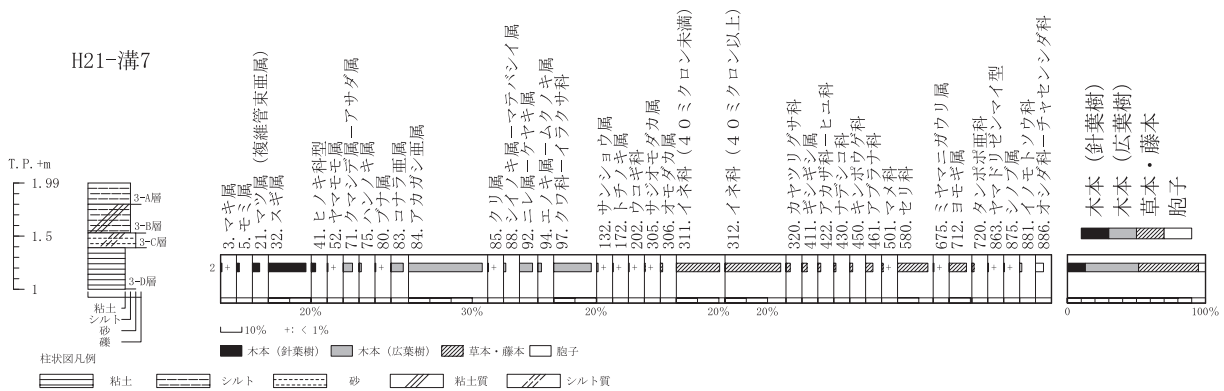 H21-溝7
T.P.+m
1.99
1.5
1
3-A層
3-B層
3-C層
3-D層
粘土
シルト
砂
礫
3. マキ属
5. モミ属
21. マツ属 (複維管束亜属)
32. スギ属
41. ヒノキ科型
52. ヤマモモ属
71. クマシデ属ーアサダ属
75. ハンノキ属
80. ブナ属
83. コナラ亜属
84. アカガシ亜属
85. クリ属
88. シイノキ属ーマテバシイ属
92. ニレ属ーケヤキ属
94. エノキ属ームクノキ属
97. クワ科ーイラクサ科
132. サンショウ属
172. トチノキ属
202. ウコギ科
305. サジオモダカ属
306. オモダカ属
311. イネ科 (40ミクロン未満)
312. イネ科 (40ミクロン以上)
320. カヤツリグサ科
411. ギシギシ属
422. アカザ科ーヒユ科
430. ナデシコ科
450. キンポウゲ科
461. アブラナ科
501. マメ科
580. セリ科
675. ミヤマニガウリ属
712. ヨモギ属
720. タンポポ亜科
863. ヤマドリゼンマイ型
875. シノブ属
881. イノモトソウ科
886. オシダ科ーチャセンシダ科
木本 (針葉樹)
木本 (広葉樹)
草本・藤本
胞子
2 + + + + + + + + + +
20% 30% 20% 20% 20%
0 100%
10% +: < 1%
木本 (針葉樹) 木本 (広葉樹) 草本・藤本 胞子
柱状図凡例
粘土 シルト 砂 粘土質 シルト質